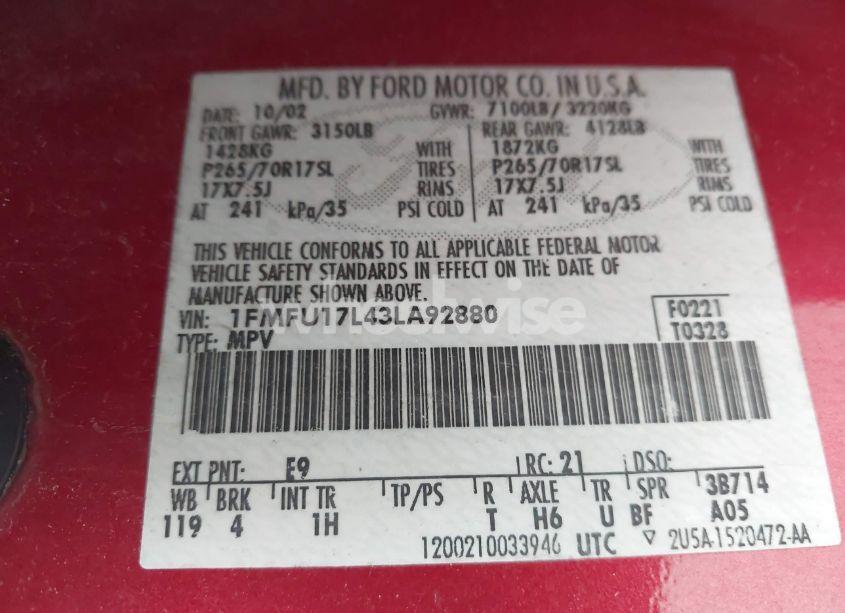 MFD. BY FORD MOTOR CO. IN U.S.A.
DATE: 10/02 GVWR: 7100LB/ 3220KG
FRONT GAWR: 3150LB REAR GAWR: 4128LB
1428KG WITH 1872KG WITH
P265/70R17SL TIRES P265/70R17SL TIRES
17X7.5J RIMS 17X7.5J RIMS
AT 241 kPa/35 PSI COLD AT 241 kPa/35 PSI COLD
THIS VEHICLE CONFORMS TO ALL APPLICABLE FEDERAL MOTOR
VEHICLE SAFETY STANDARDS IN EFFECT ON THE DATE OF
MANUFACTURE SHOWN ABOVE.
VIN: 1FMFU17L43LA92880 F0221
TYPE: MPV T0328
EXT PNT: E9 RC: 21 DSO:
WB BRK INT TR TP/PS R AXLE TR SPR 3B714
119 4 1H T H6 U BF A05
1200210033946 UTC ▽ 2U5A-1520472-AA